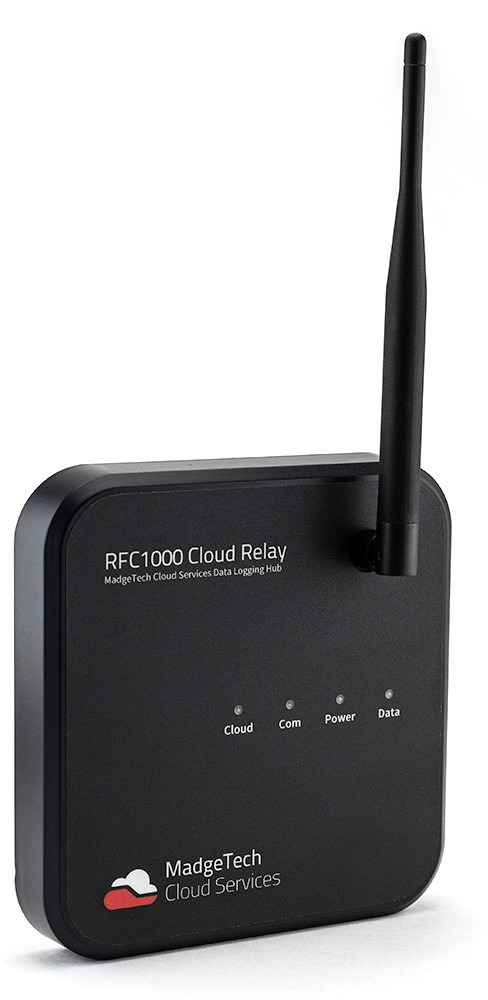 RFC1000 Cloud Relay
MadgeTech Cloud Services Data Logging Hub
Cloud Com Power Data
MadgeTech
Cloud Services